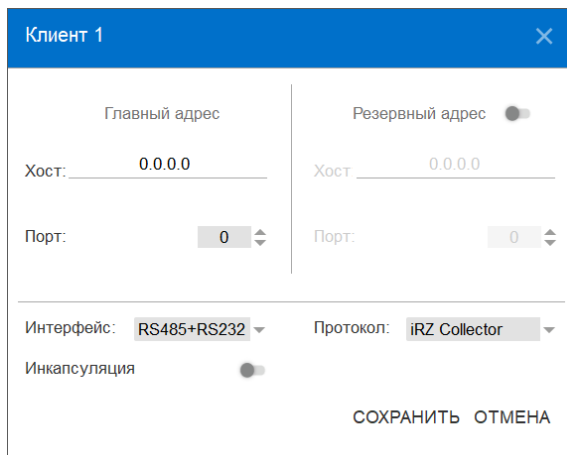 Клиент 1
Главный адрес
Резервный адрес
Хост: 0.0.0.0
Хост 0.0.0.0
Порт: 0
Порт: 0
Интерфейс: RS485+RS232
Протокол: iRZ Collector
Инкапсуляция
СОХРАНИТЬ ОТМЕНА